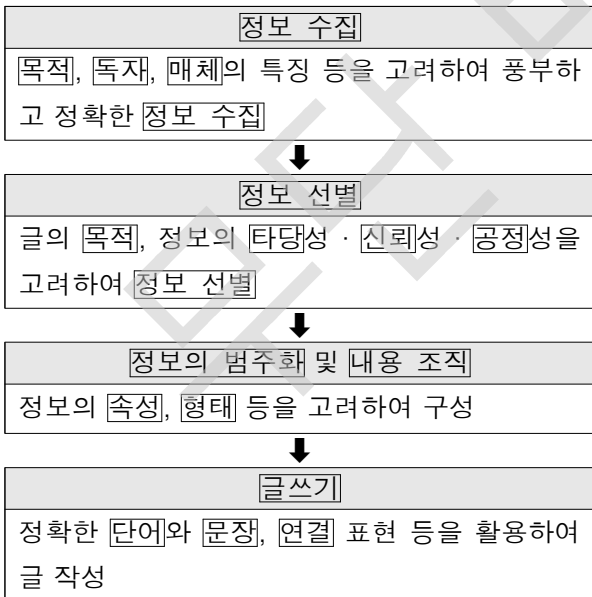 정보 수집
목적, 독자, 매체의 특징 등을 고려하여 풍부하
고 정확한 정보 수집
정보 선별
글의 목적, 정보의 타당성 · 신뢰성 · 공정성을
고려하여 정보 선별
정보의 범주화 및 내용 조직
정보의 속성, 형태 등을 고려하여 구성
글쓰기
정확한 단어와 문장, 연결 표현 등을 활용하여
글 작성